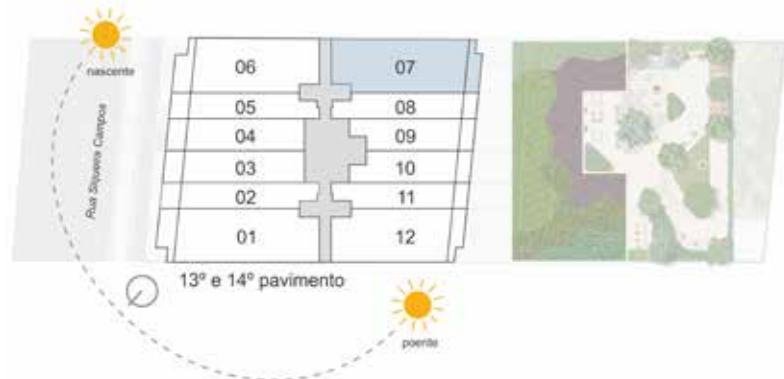 nascente
Rua Siqueira Campos
06 07
05 08
04 09
03 10
02 11
01 12
13º e 14º pavimento
poente